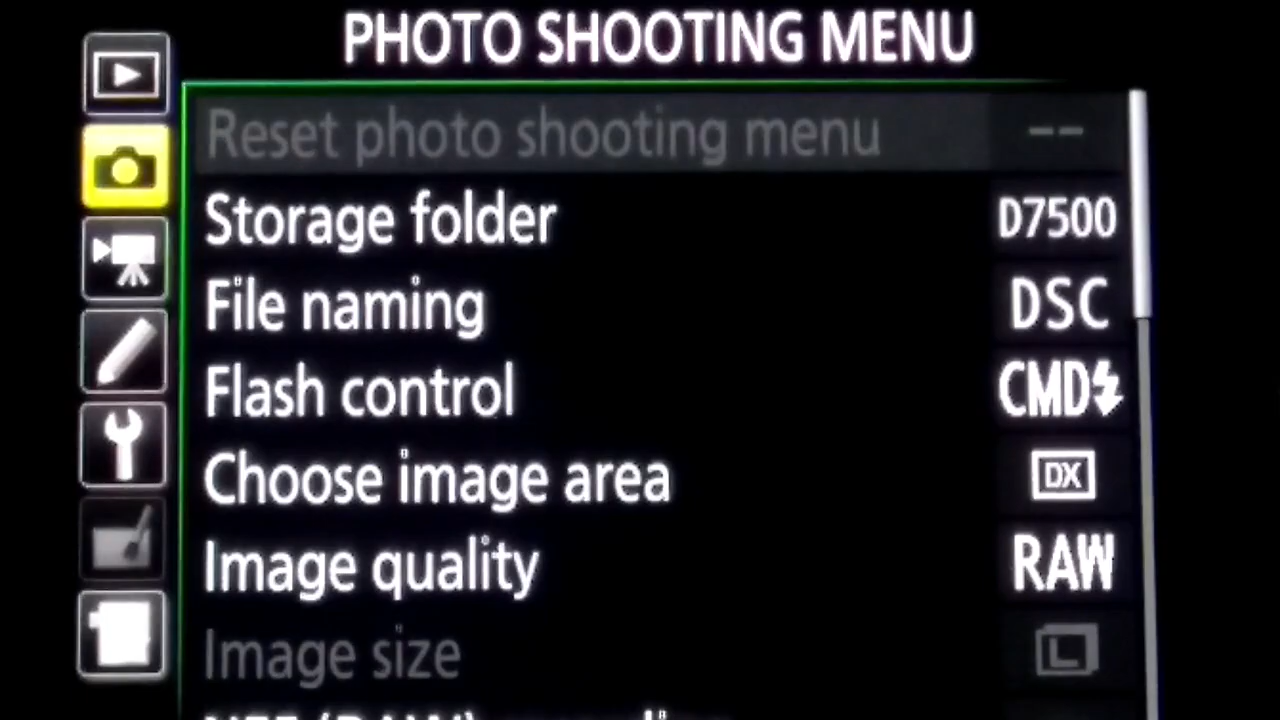 PHOTO SHOOTING MENU
Reset photo shooting menu --
Storage folder D7500
File naming DSC
Flash control CMD
Choose image area DX
Image quality RAW
Image size L